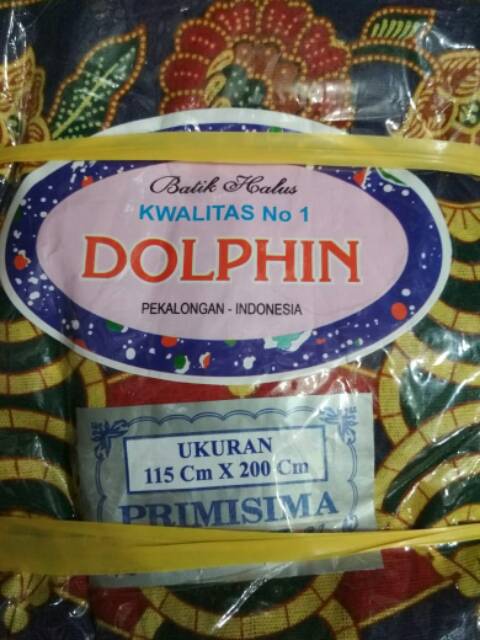 Batik Halus
KWALITAS No 1
DOLPHIN
PEKALONGAN - INDONESIA
UKURAN
115 Cm X 200 Cm
PRIMISIMA